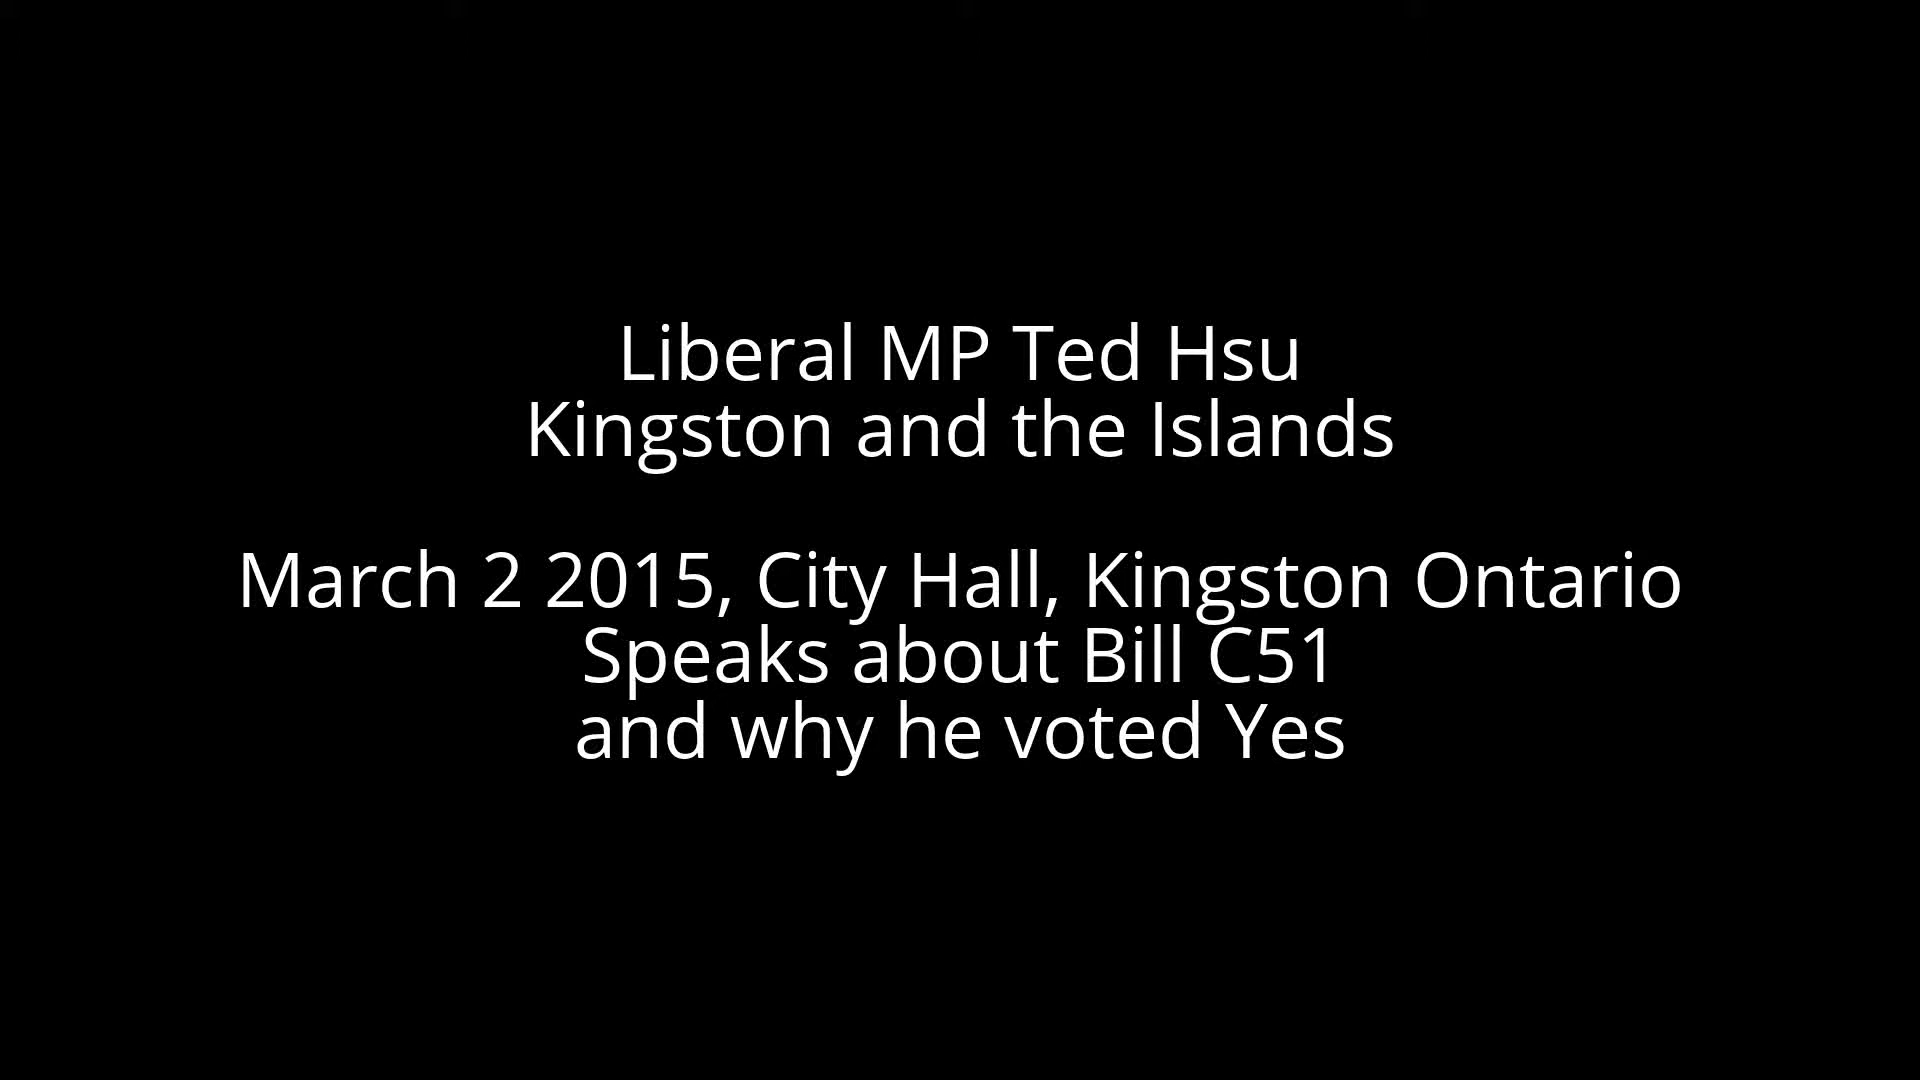 Liberal MP Ted Hsu
Kingston and the Islands
March 2 2015, City Hall, Kingston Ontario
Speaks about Bill C51
and why he voted Yes